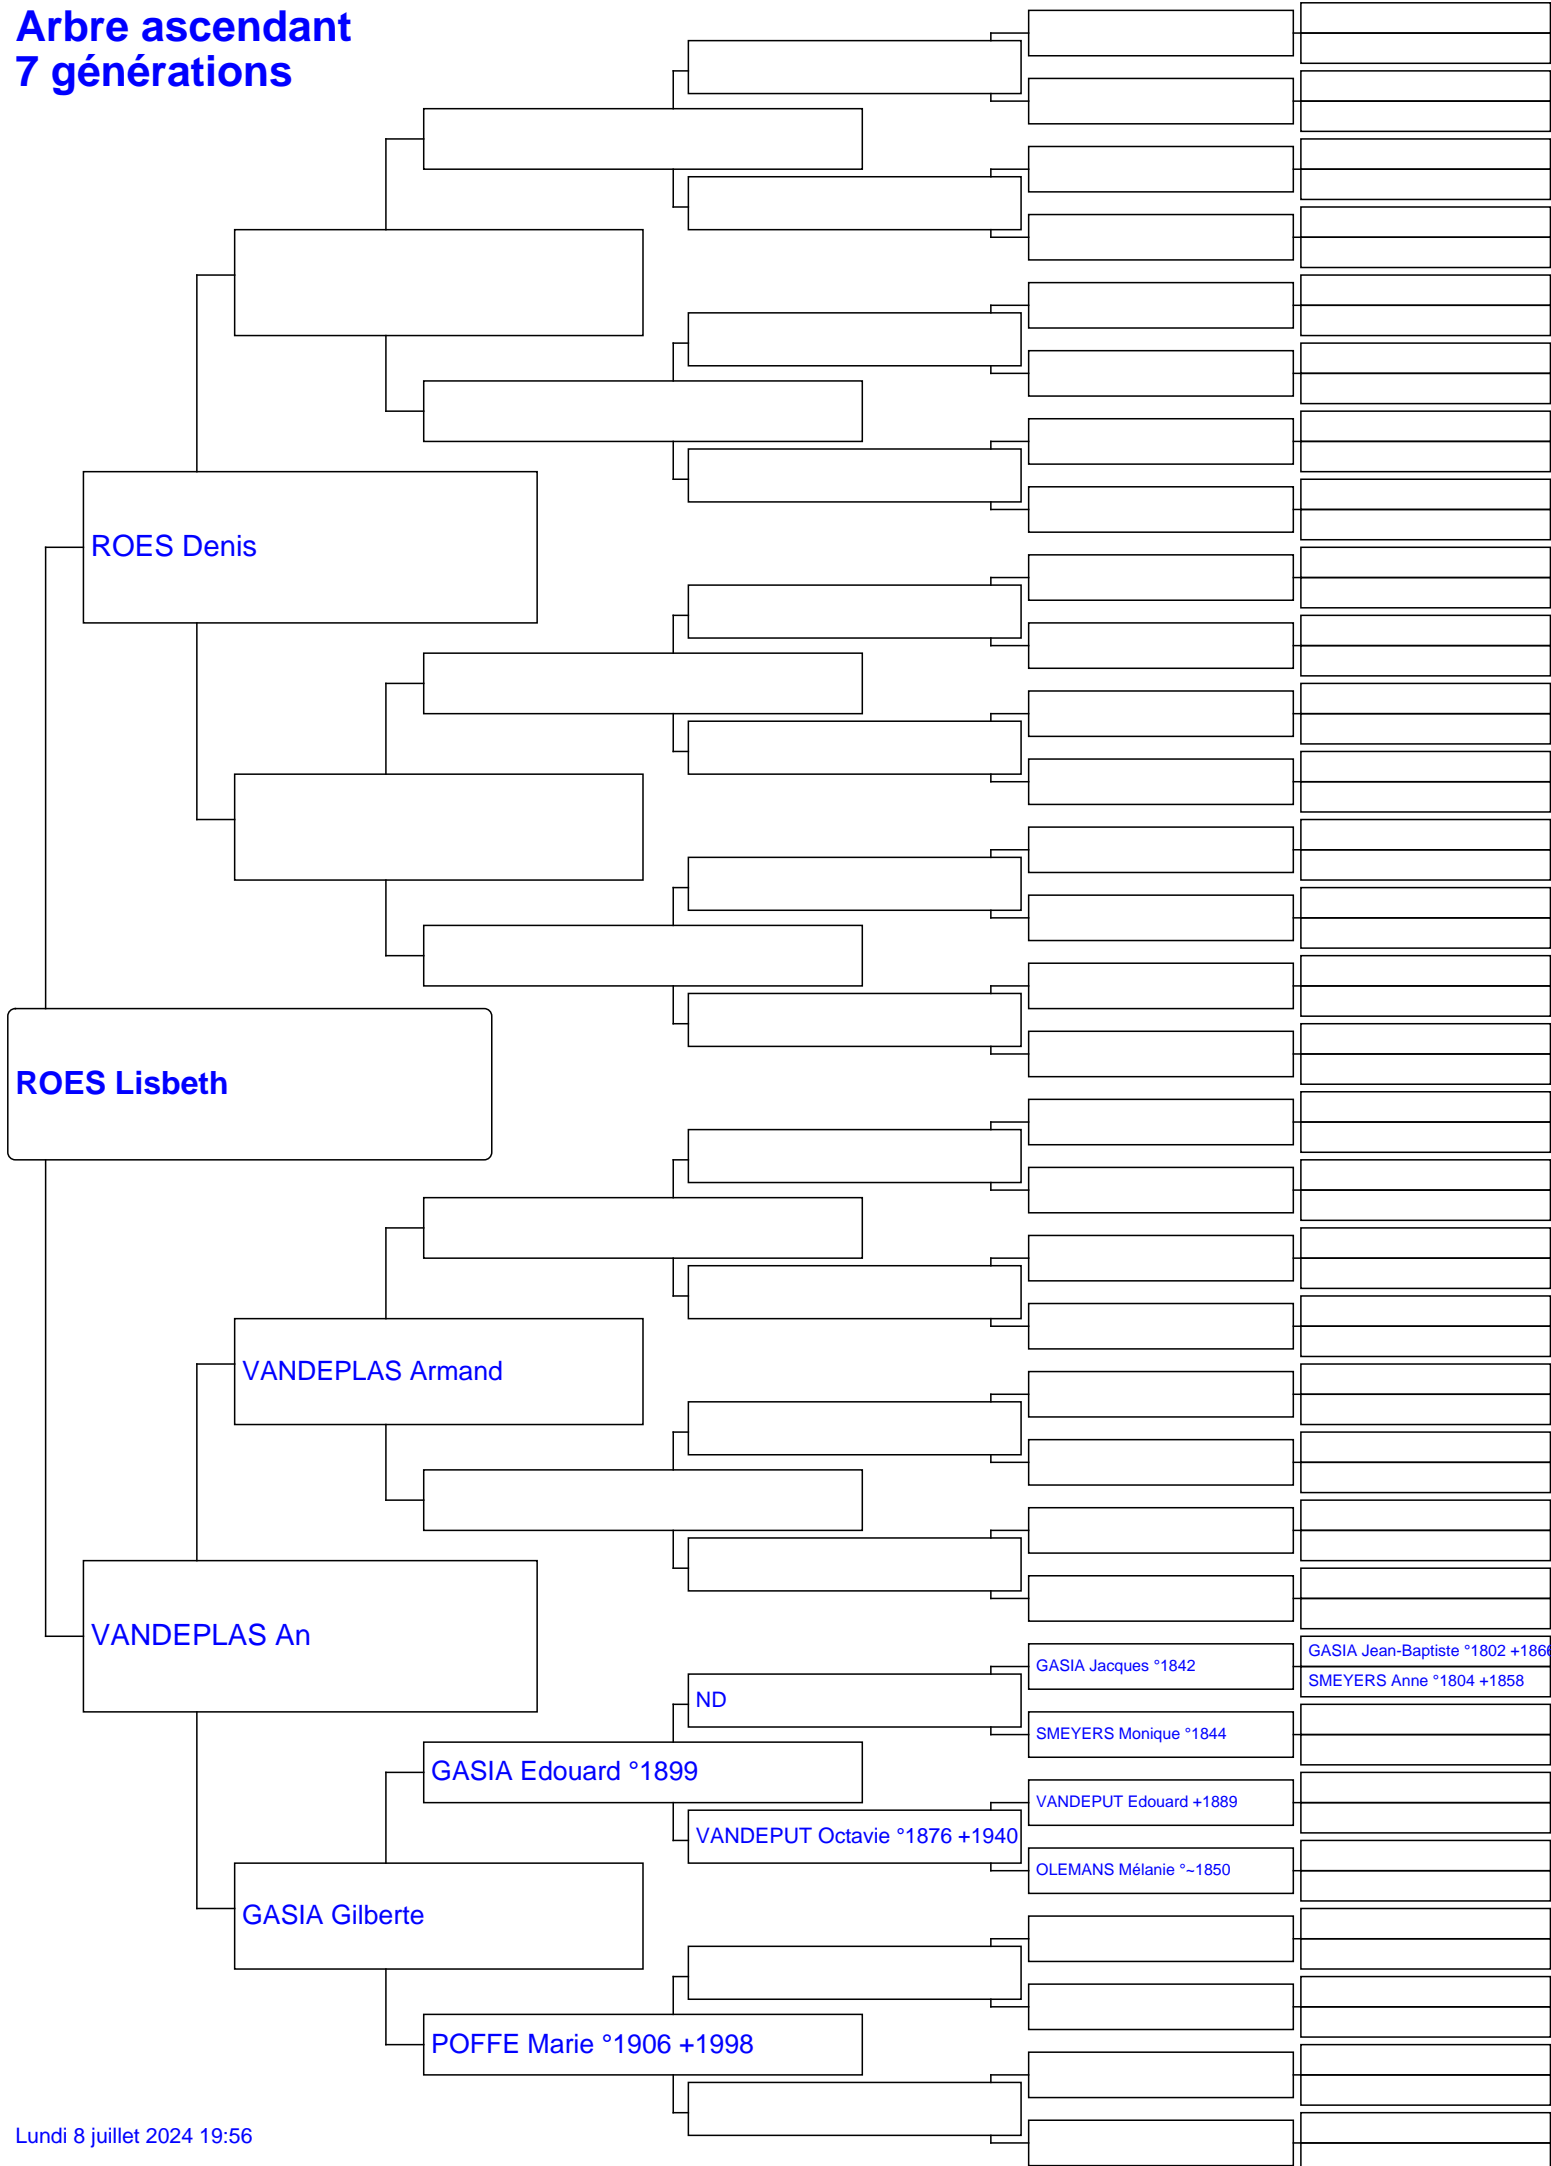 Arbre ascendant
7 générations
ROES Denis
ROES Lisbeth
VANDEPLAS Armand
VANDEPLAS An
GASIA Jean-Baptiste °1802 +1866
GASIA Jacques °1842
SMEYERS Anne °1804 +1858
ND
SMEYERS Monique °1844
GASIA Edouard °1899
VANDEPUT Edouard +1889
VANDEPUT Octavie °1876 +1940
OLEMANS Mélanie °~1850
GASIA Gilberte
POFFE Marie °1906 +1998
Lundi 8 juillet 2024 19:56